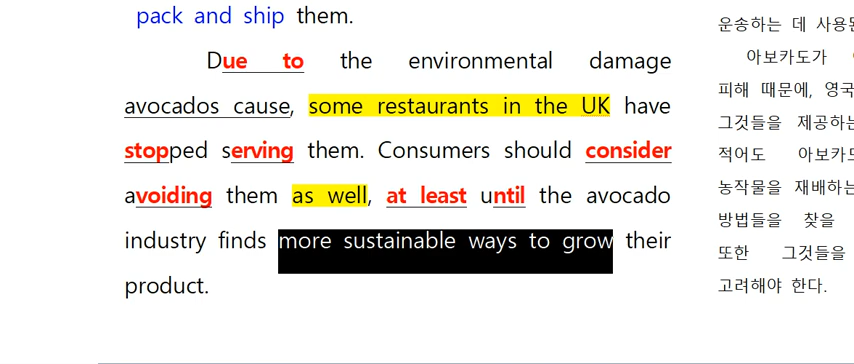 pack and ship them.
Due to the environmental damage
avocados cause, some restaurants in the UK have
stopped serving them. Consumers should consider
avoiding them as well, at least until the avocado
industry finds more sustainable ways to grow their
product.
운송하는 데 사용된
아보카도가
피해 때문에, 영국
그것들을 제공하는
적어도 아보카도
농작물을 재배하는
방법들을 찾을
또한 그것들을
고려해야 한다.